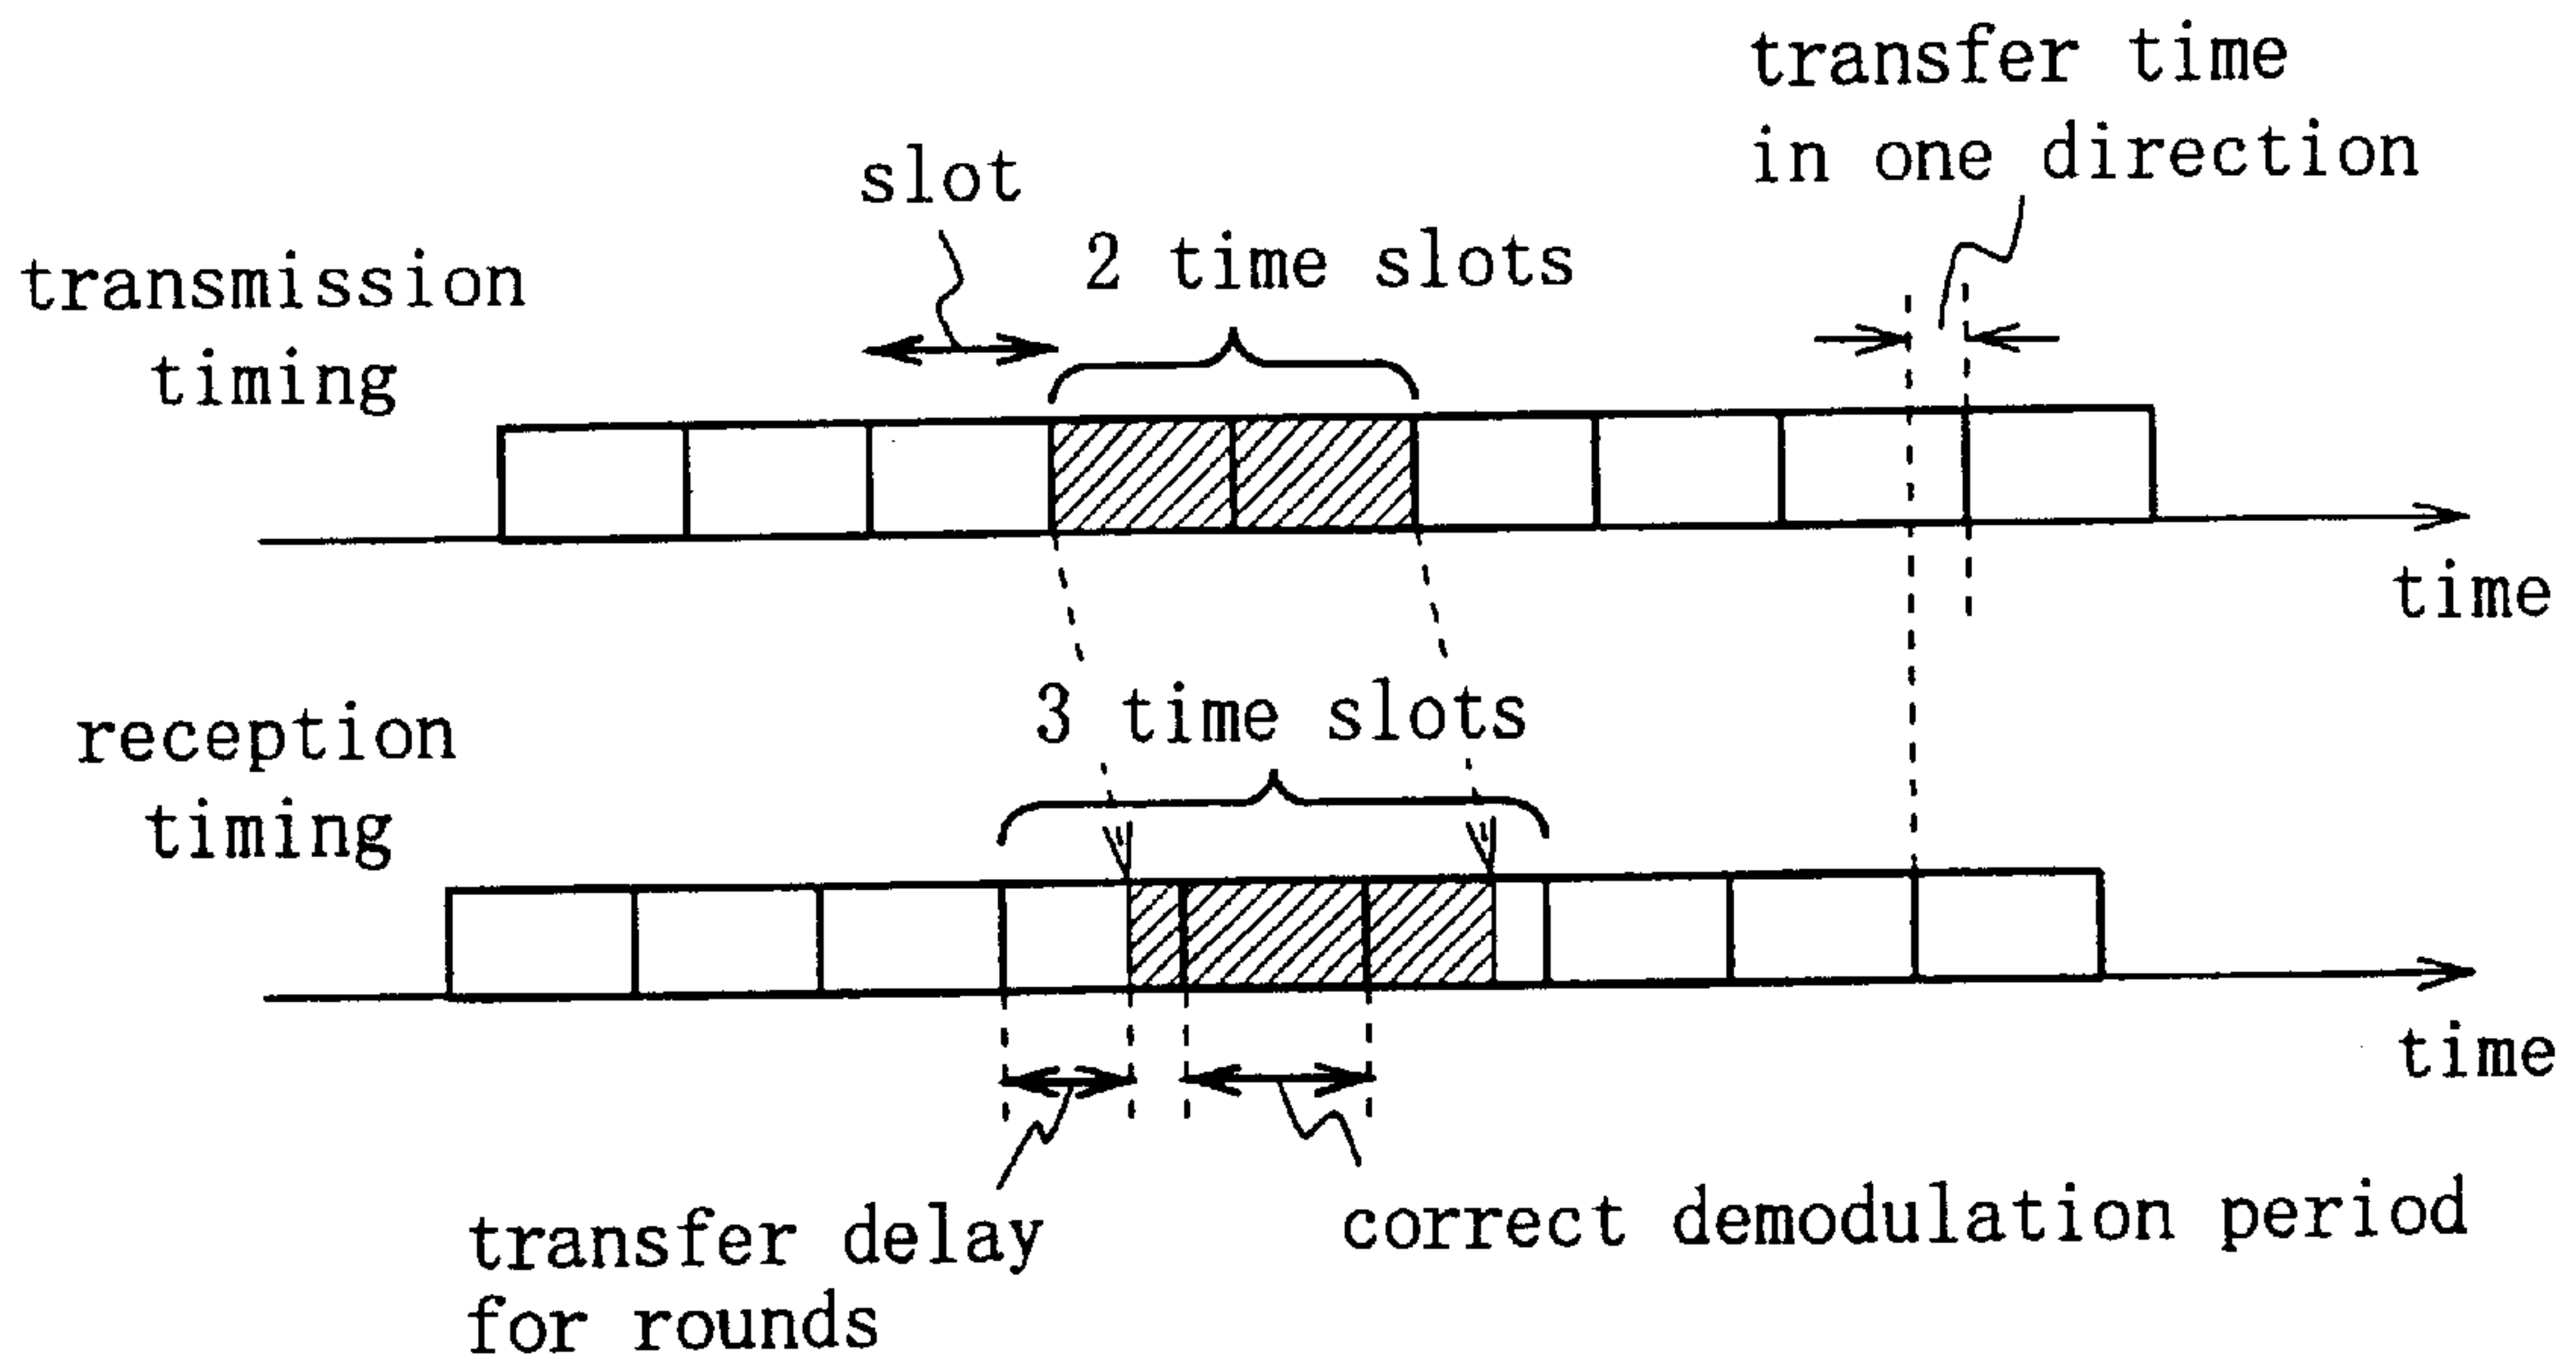 transfer time
in one direction
slot
2 time slots
transmission
timing
time
3 time slots
reception
timing
time
transfer delay
for rounds
correct demodulation period